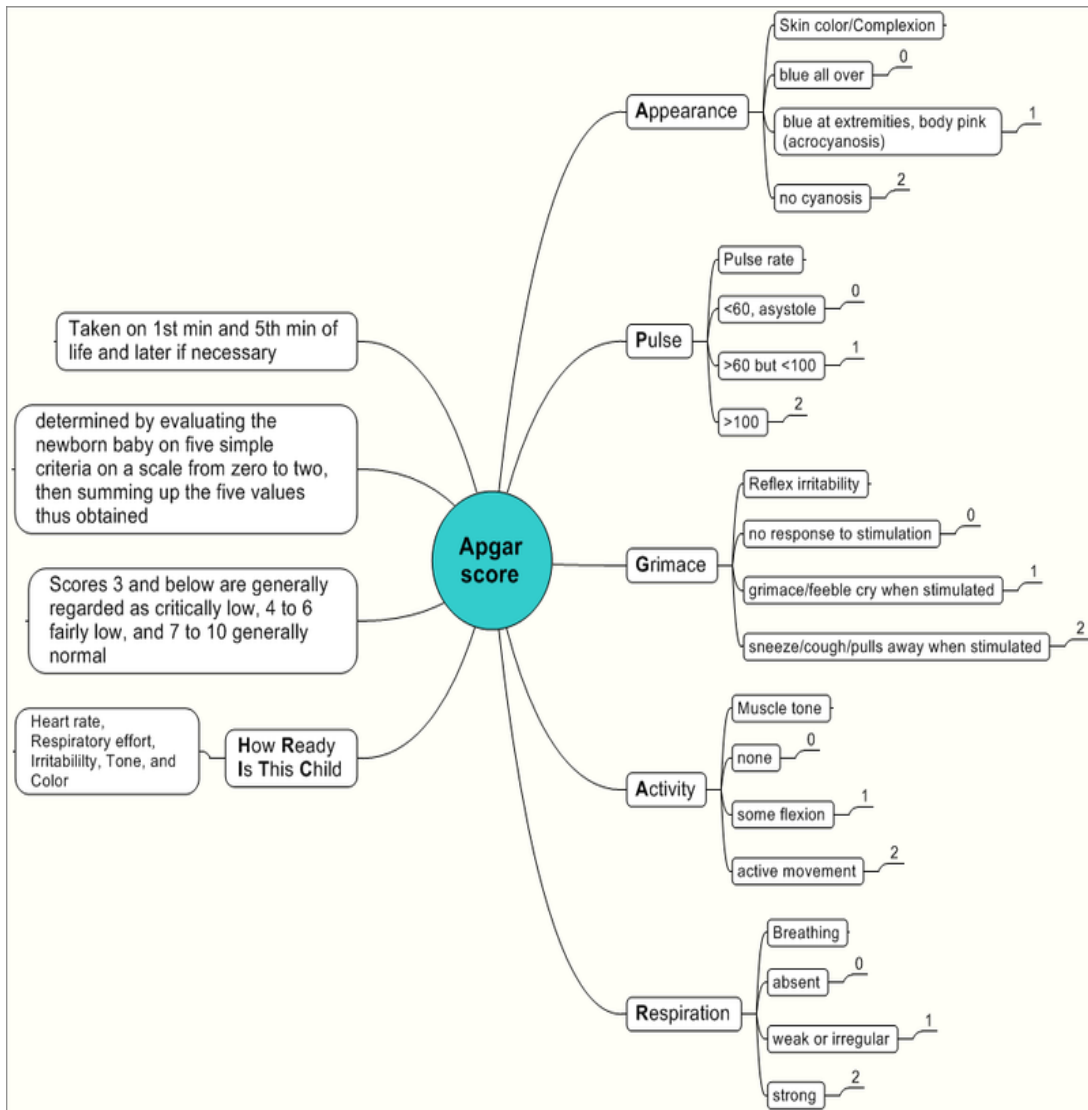 Apgar
score
Taken on 1st min and 5th min of
life and later if necessary
determined by evaluating the
newborn baby on five simple
criteria on a scale from zero to two,
then summing up the five values
thus obtained
Scores 3 and below are generally
regarded as critically low, 4 to 6
fairly low, and 7 to 10 generally
normal
How Ready
Is This Child
Heart rate,
Respiratory effort,
Irritabililty, Tone, and
Color
Appearance
Skin color/Complexion
blue all over
0
blue at extremities, body pink
(acrocyanosis)
1
no cyanosis
2
Pulse
Pulse rate
<60, asystole
0
>60 but <100
1
>100
2
Grimace
Reflex irritability
no response to stimulation
0
grimace/feeble cry when stimulated
1
sneeze/cough/pulls away when stimulated
2
Activity
Muscle tone
none
0
some flexion
1
active movement
2
Respiration
Breathing
absent
0
weak or irregular
1
strong
2